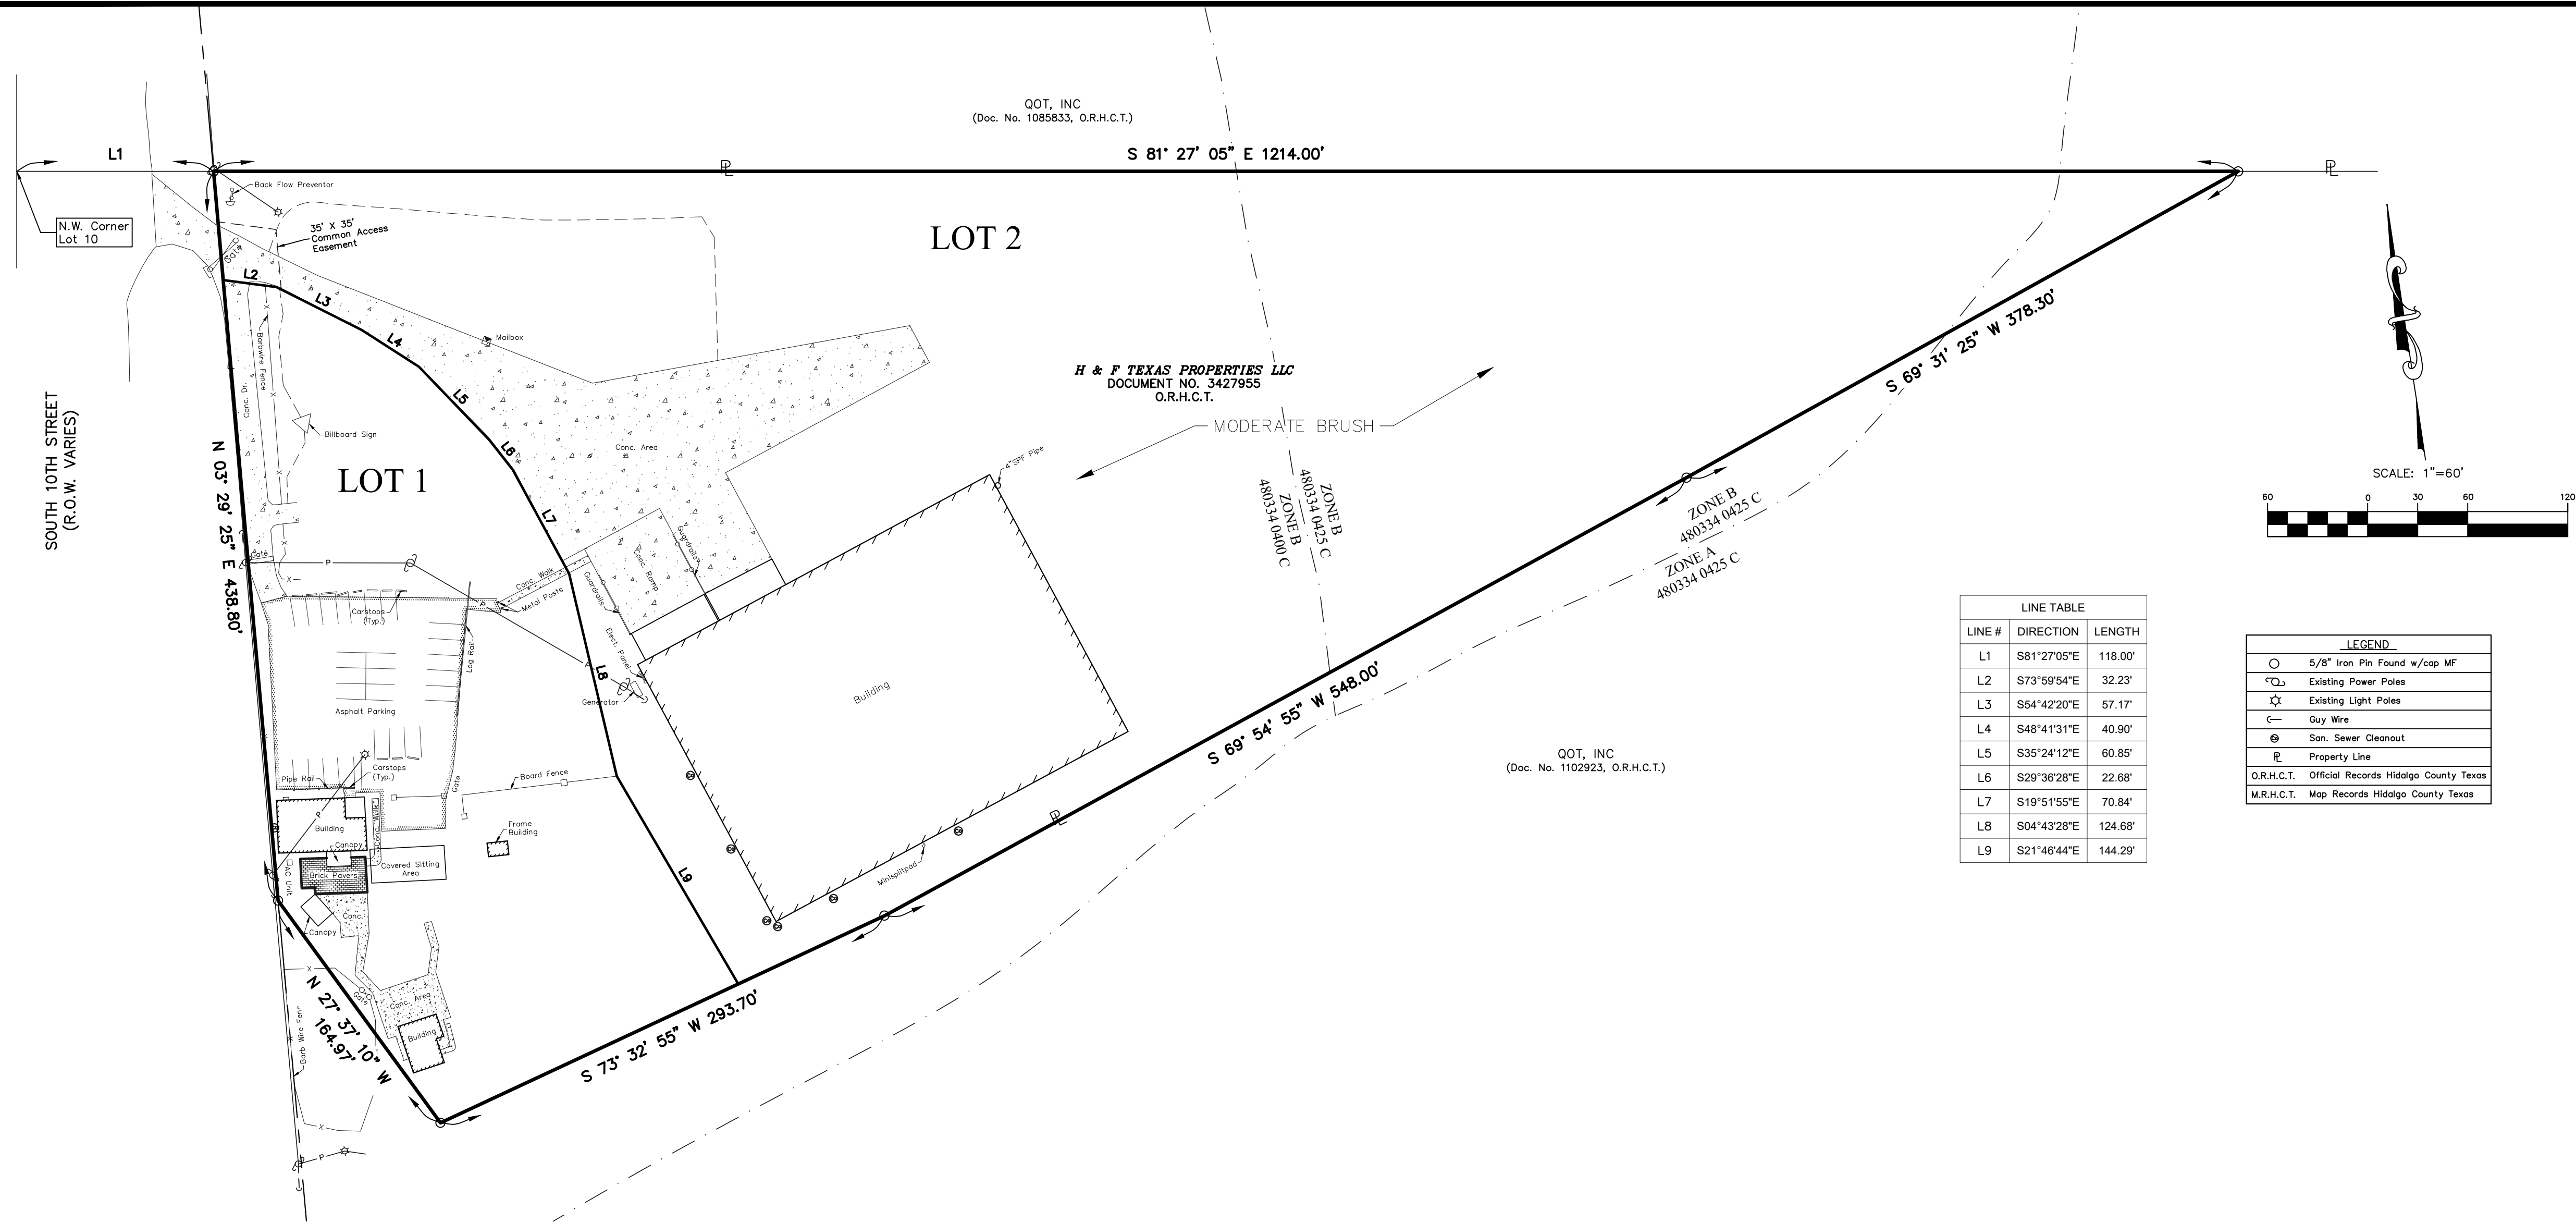 QOT, INC
(Doc. No. 1085833, O.R.H.C.T.)
L1
S 81° 27' 05" E 1214.00'
Back Flow Preventor
N.W. Corner
Lot 10
35' X 35'
Common Access
Easement
Gate
LOT 2
L2
L3
L4
L5
L6
L7
L8
L9
Mailbox
Barbwire Fence
Conc. Dr.
Billboard Sign
SOUTH 10TH STREET
(R.O.W. VARIES)
N 03° 29' 25" E 438.80'
LOT 1
H & F TEXAS PROPERTIES LLC
DOCUMENT NO. 3427955
O.R.H.C.T.
MODERATE BRUSH
Conc. Area
4"SPF Pipe
S 69° 31' 25" W 378.30'
ZONE B
480334 0425 C
ZONE B
480334 0400 C
ZONE B
480334 0425 C
ZONE A
480334 0425 C
SCALE: 1"=60'
60 0 30 60 120
Gate
X
P
Conc. Walk
Metal Posts
Guardrails
Guardrails
Conc. Ramp
Carstops
(Typ.)
Log Rail
Elect. Panel
Generator
Building
Asphalt Parking
Pipe Rail
Carstops
(Typ.)
Gate
Board Fence
Building
Conc. Walk
Canopy
Covered Sitting
Area
Frame
Building
AC Unit
Brick Pavers
Conc.
Canopy
Minisplitpad
S 69° 54' 55" W 548.00'
QOT, INC
(Doc. No. 1102923, O.R.H.C.T.)
X
Gate
Conc. Area
Building
Barb Wire Fenc
N 27° 37' 10" W
164.97'
S 73° 32' 55" W 293.70'
X
P
LINE TABLE
LINE # DIRECTION LENGTH
L1 S81°27'05"E 118.00'
L2 S73°59'54"E 32.23'
L3 S54°42'20"E 57.17'
L4 S48°41'31"E 40.90'
L5 S35°24'12"E 60.85'
L6 S29°36'28"E 22.68'
L7 S19°51'55"E 70.84'
L8 S04°43'28"E 124.68'
L9 S21°46'44"E 144.29'
LEGEND
5/8" Iron Pin Found w/cap MF
Existing Power Poles
Existing Light Poles
Guy Wire
San. Sewer Cleanout
Property Line
O.R.H.C.T. Official Records Hidalgo County Texas
M.R.H.C.T. Map Records Hidalgo County Texas